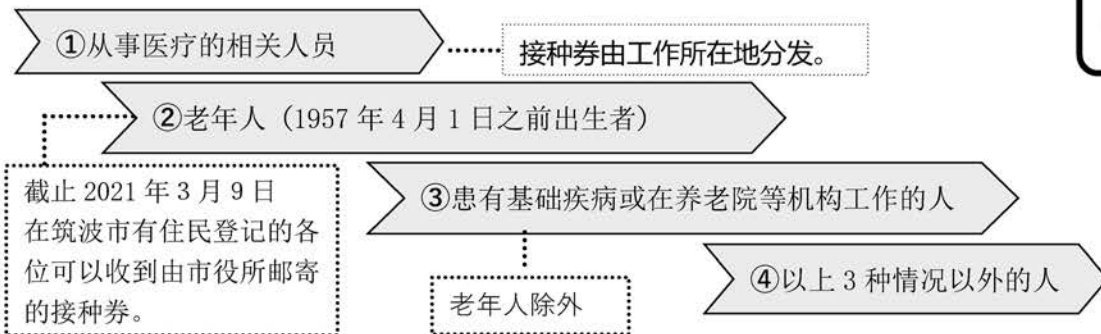 ①从事医疗的相关人员
接种券由工作所在地分发。
②老年人（1957 年 4 月 1 日之前出生者）
截止 2021 年 3 月 9 日
在筑波市有住民登记的各
位可以收到由市役所邮寄
的接种券。
③患有基础疾病或在养老院等机构工作的人
老年人除外
④以上 3 种情况以外的人